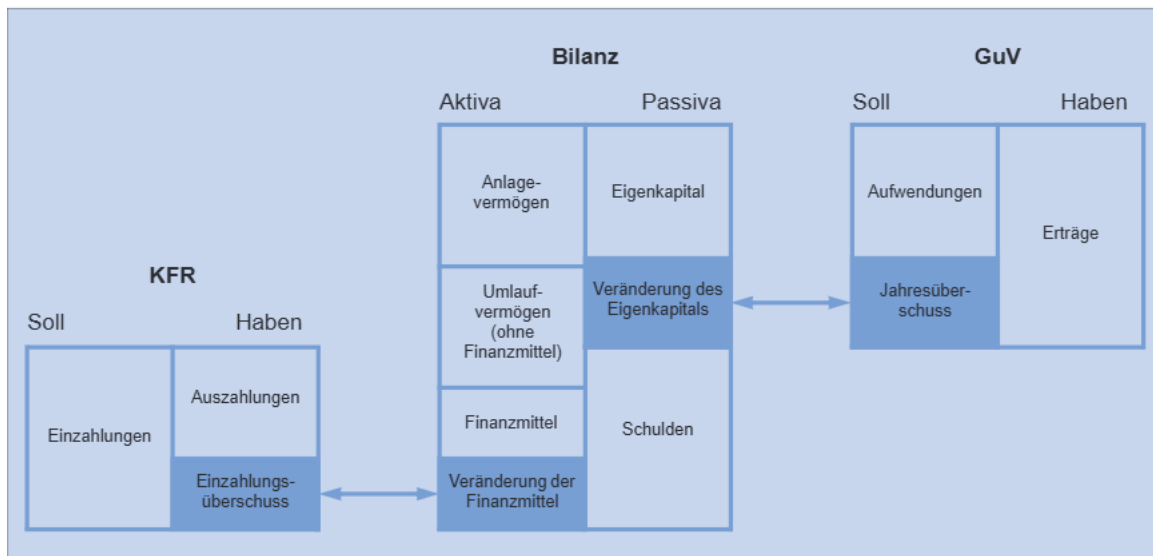 Bilanz
GuV
Aktiva
Passiva
Soll
Haben
Anlage-
vermögen
Eigenkapital
Aufwendungen
Erträge
KFR
Umlauf-
vermögen
(ohne
Finanzmittel)
Veränderung des
Eigenkapitals
Jahresüber-
schuss
Soll
Haben
Einzahlungen
Auszahlungen
Finanzmittel
Schulden
Einzahlungs-
überschuss
Veränderung der
Finanzmittel